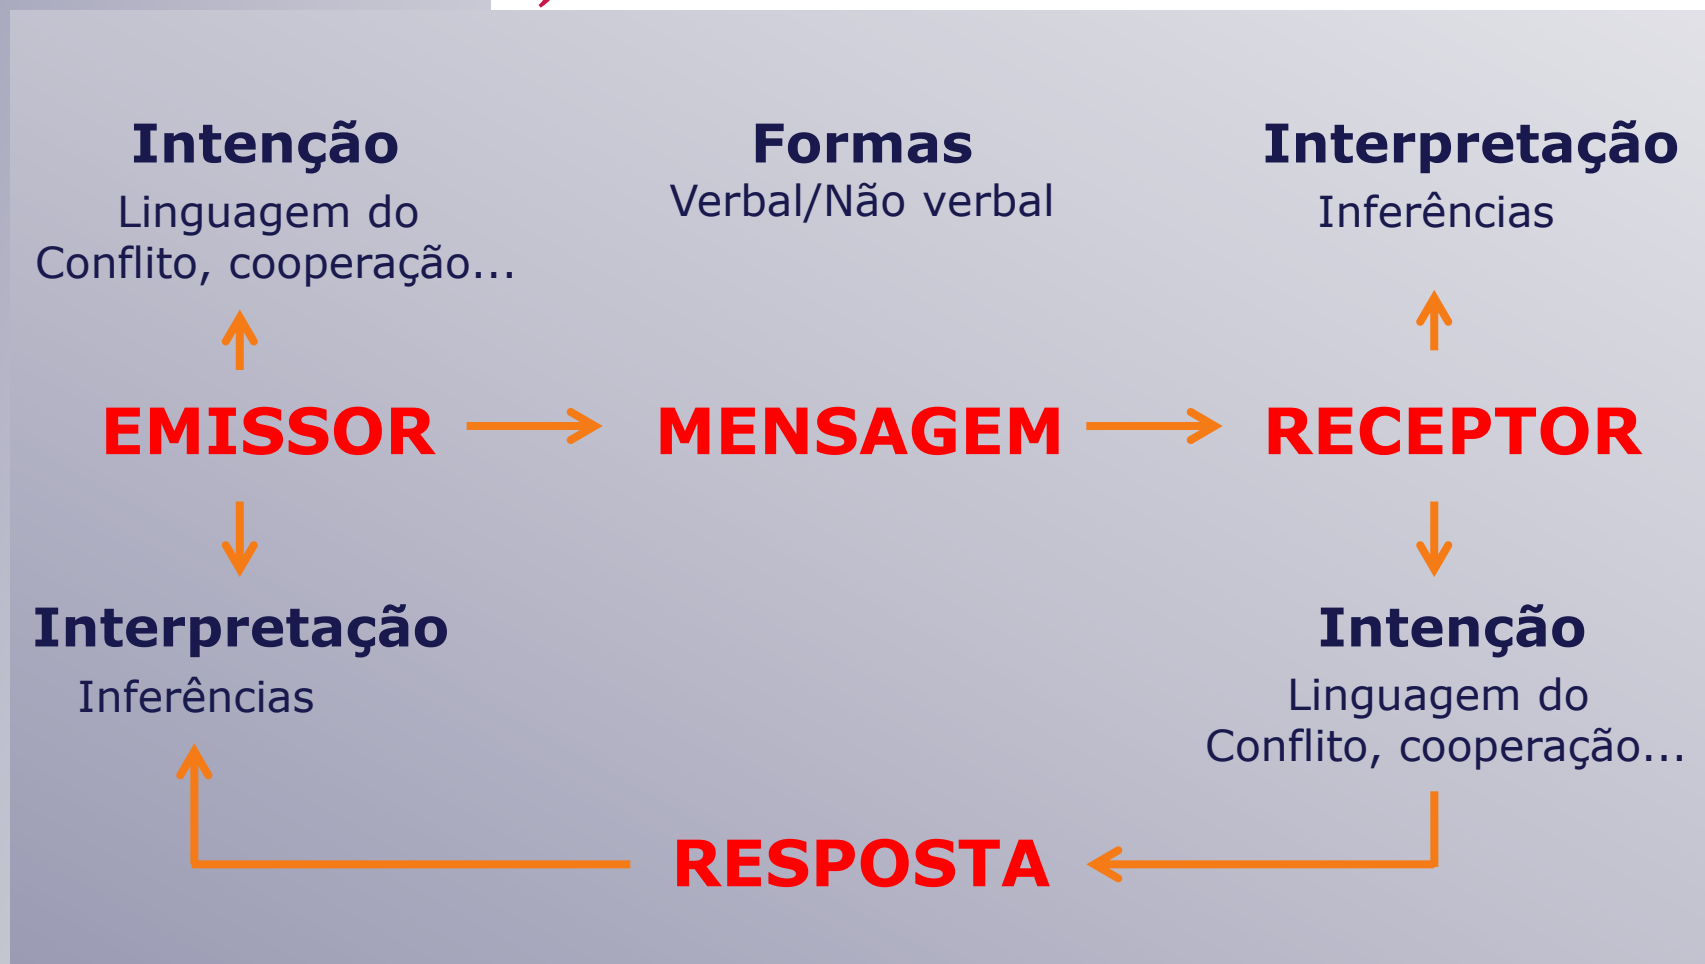 Intenção
Linguagem do
Conflito, cooperação...
Formas
Verbal/Não verbal
Interpretação
Inferências
EMISSOR
MENSAGEM
RECEPTOR
Interpretação
Inferências
Intenção
Linguagem do
Conflito, cooperação...
RESPOSTA